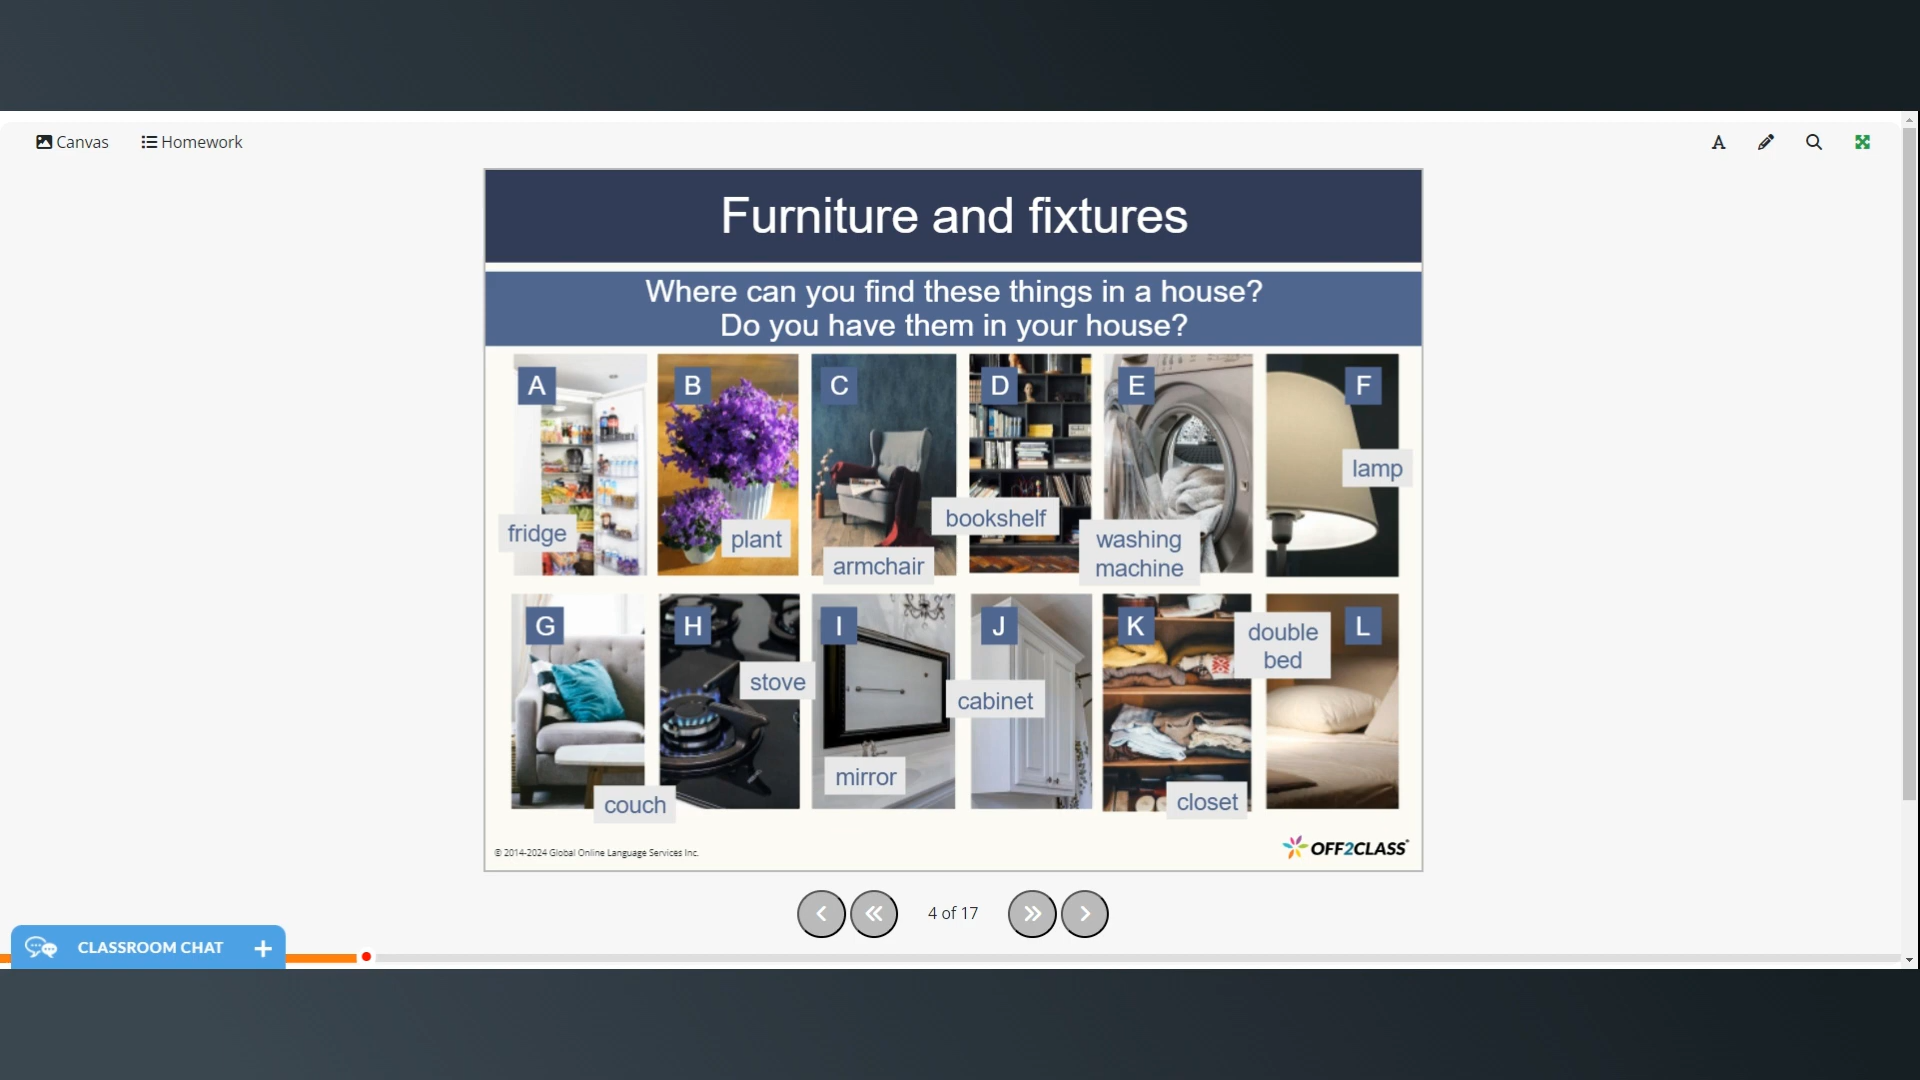 Canvas
Homework
A
Furniture and fixtures
Where can you find these things in a house?
Do you have them in your house?
A
B
C
D
E
F
fridge
plant
armchair
bookshelf
washing
machine
lamp
G
H
I
J
K
L
couch
stove
mirror
cabinet
closet
double
bed
© 2014-2024 Global Online Language Services Inc.
OFF2CLASS
4 of 17
CLASSROOM CHAT +